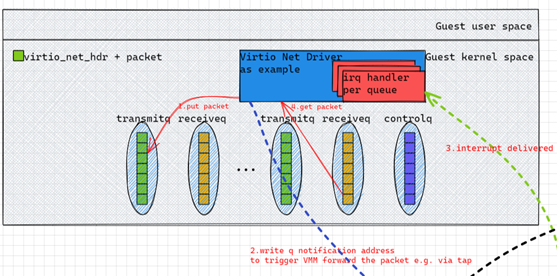 Guest user space
virtio_net_hdr + packet
Virtio Net Driver
as example
Guest kernel space
irq handler
per queue
1.put packet
4.get packet
transmitq
receiveq
transmitq
receiveq
controlq
...
3.interrupt delivered
2.write q notification address
to trigger VMM forward the packet e.g. via tap